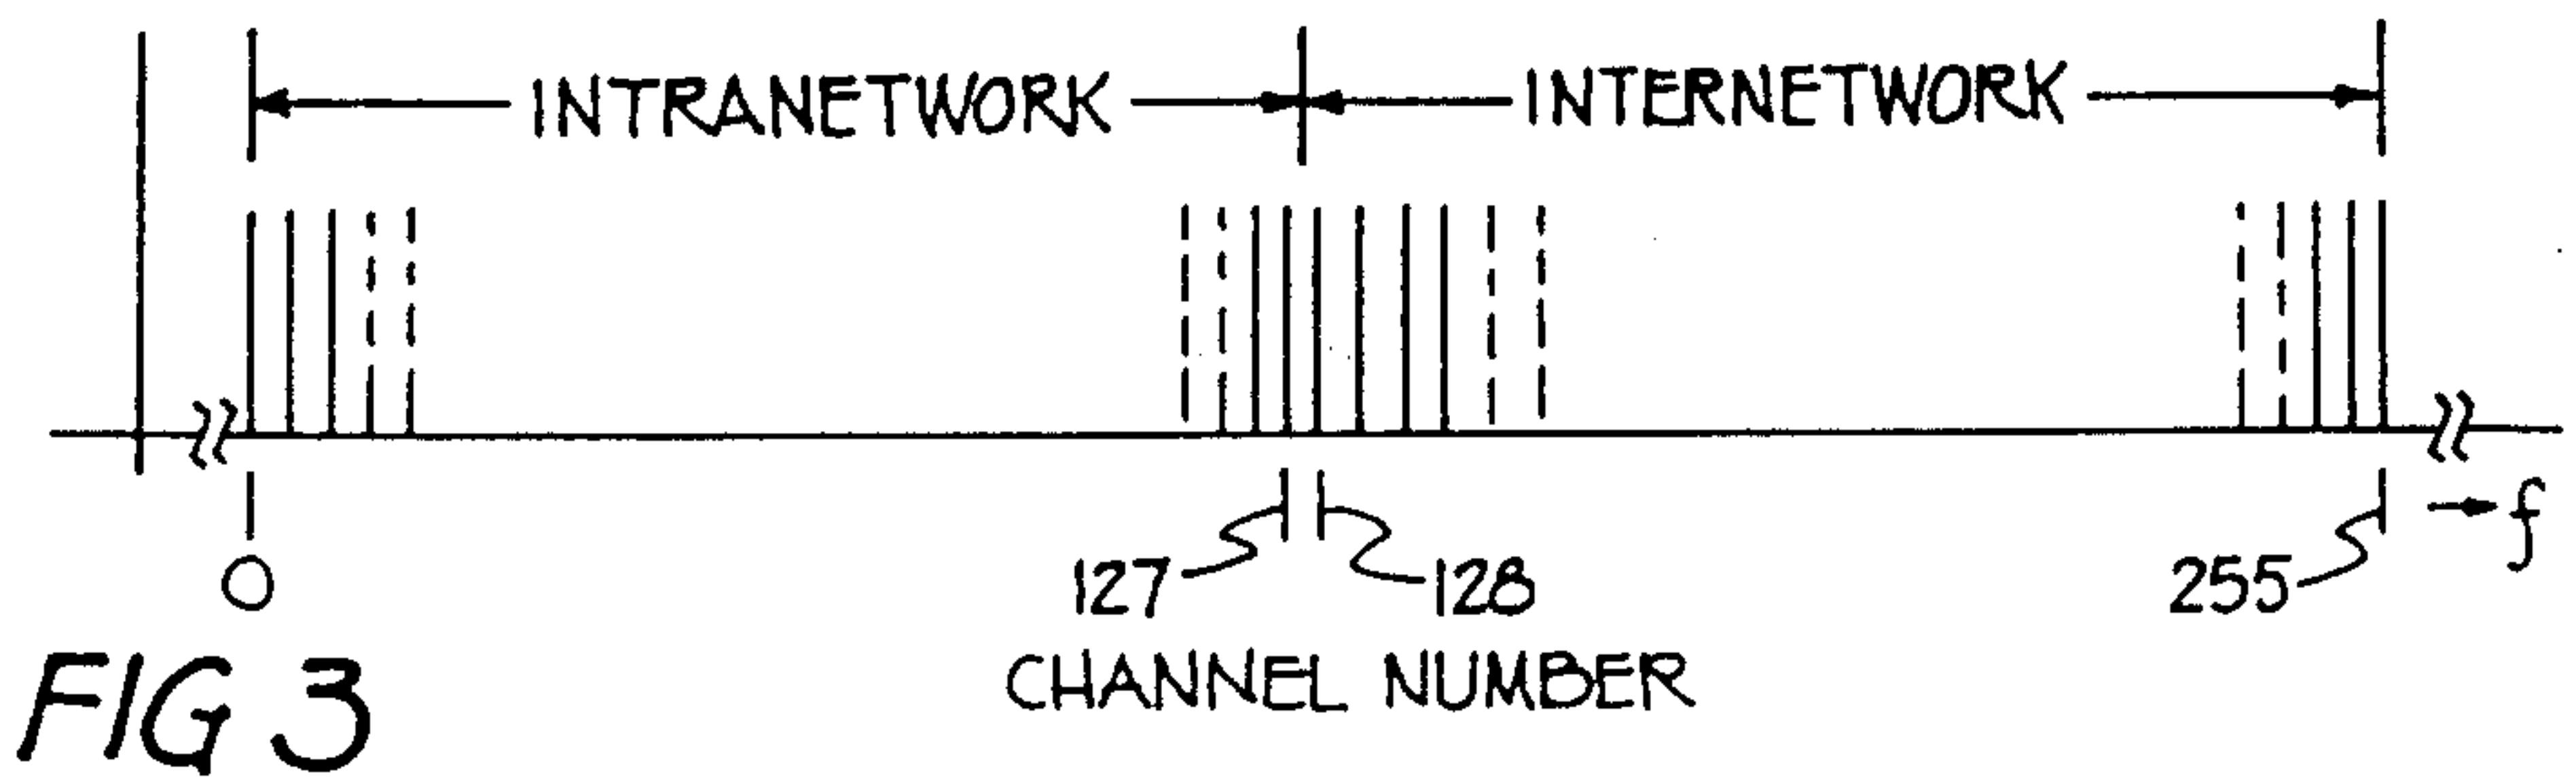 INTRANETWORK
INTERNETWORK
0
127
128
255
f
CHANNEL NUMBER
FIG 3